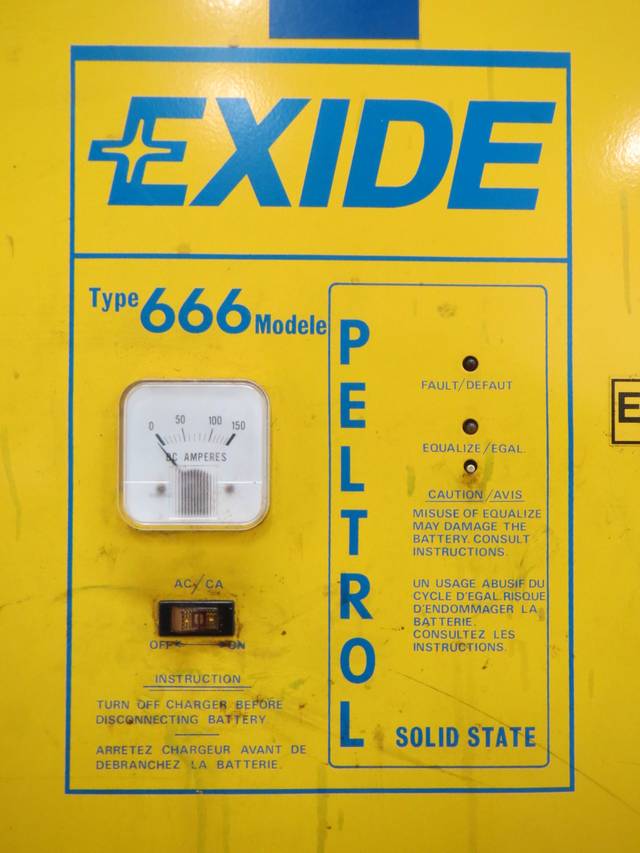 EXIDE
Type 666 Modele
PELTROL
0 50 100 150
DC AMPERES
AC/CA
OFF ON
INSTRUCTION
TURN OFF CHARGER BEFORE
DISCONNECTING BATTERY.
ARRETEZ CHARGEUR AVANT DE
DEBRANCHEZ LA BATTERIE.
FAULT/DEFAUT
EQUALIZE/EGAL.
CAUTION/AVIS
MISUSE OF EQUALIZE
MAY DAMAGE THE
BATTERY. CONSULT
INSTRUCTIONS.
UN USAGE ABUSIF DU
CYCLE D'EGAL.RISQUE
D'ENDOMMAGER LA
BATTERIE.
CONSULTEZ LES
INSTRUCTIONS.
SOLID STATE
E